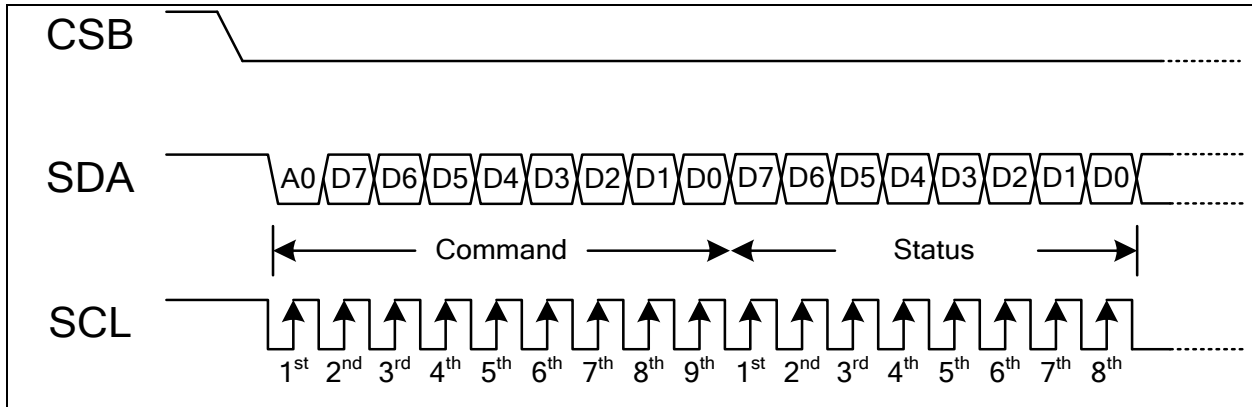 CSB
SDA A0 D7 D6 D5 D4 D3 D2 D1 D0 D7 D6 D5 D4 D3 D2 D1 D0
Command Status
SCL
1st 2nd 3rd 4th 5th 6th 7th 8th 9th 1st 2nd 3rd 4th 5th 6th 7th 8th